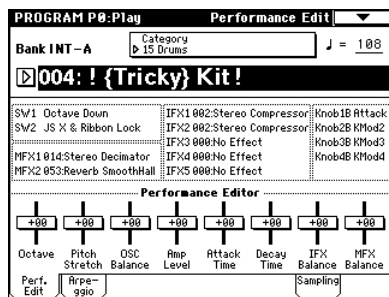 PROGRAM P0:Play Performance Edit
Bank INT-A Category
15 Drums
♩ = 108
004: ! {Tricky} Kit !
SW1 Octave Down
SW2 JS X & Ribbon Lock
MFX1 014:Stereo Decimator
MFX2 053:Reverb SmoothHall
IFX1 002:Stereo Compressor
IFX2 002:Stereo Compressor
IFX3 000:No Effect
IFX4 000:No Effect
IFX5 000:No Effect
Knob1B Attack
Knob2B KMod2
Knob3B KMod3
Knob4B KMod4
Performance Editor
+00 +00 +00 +00 +00 +00 +00 +00
Octave Pitch Stretch OSC Balance Amp Level Attack Time Decay Time IFX Balance MFX Balance
Perf. Edit Arpe-ggio Sampling